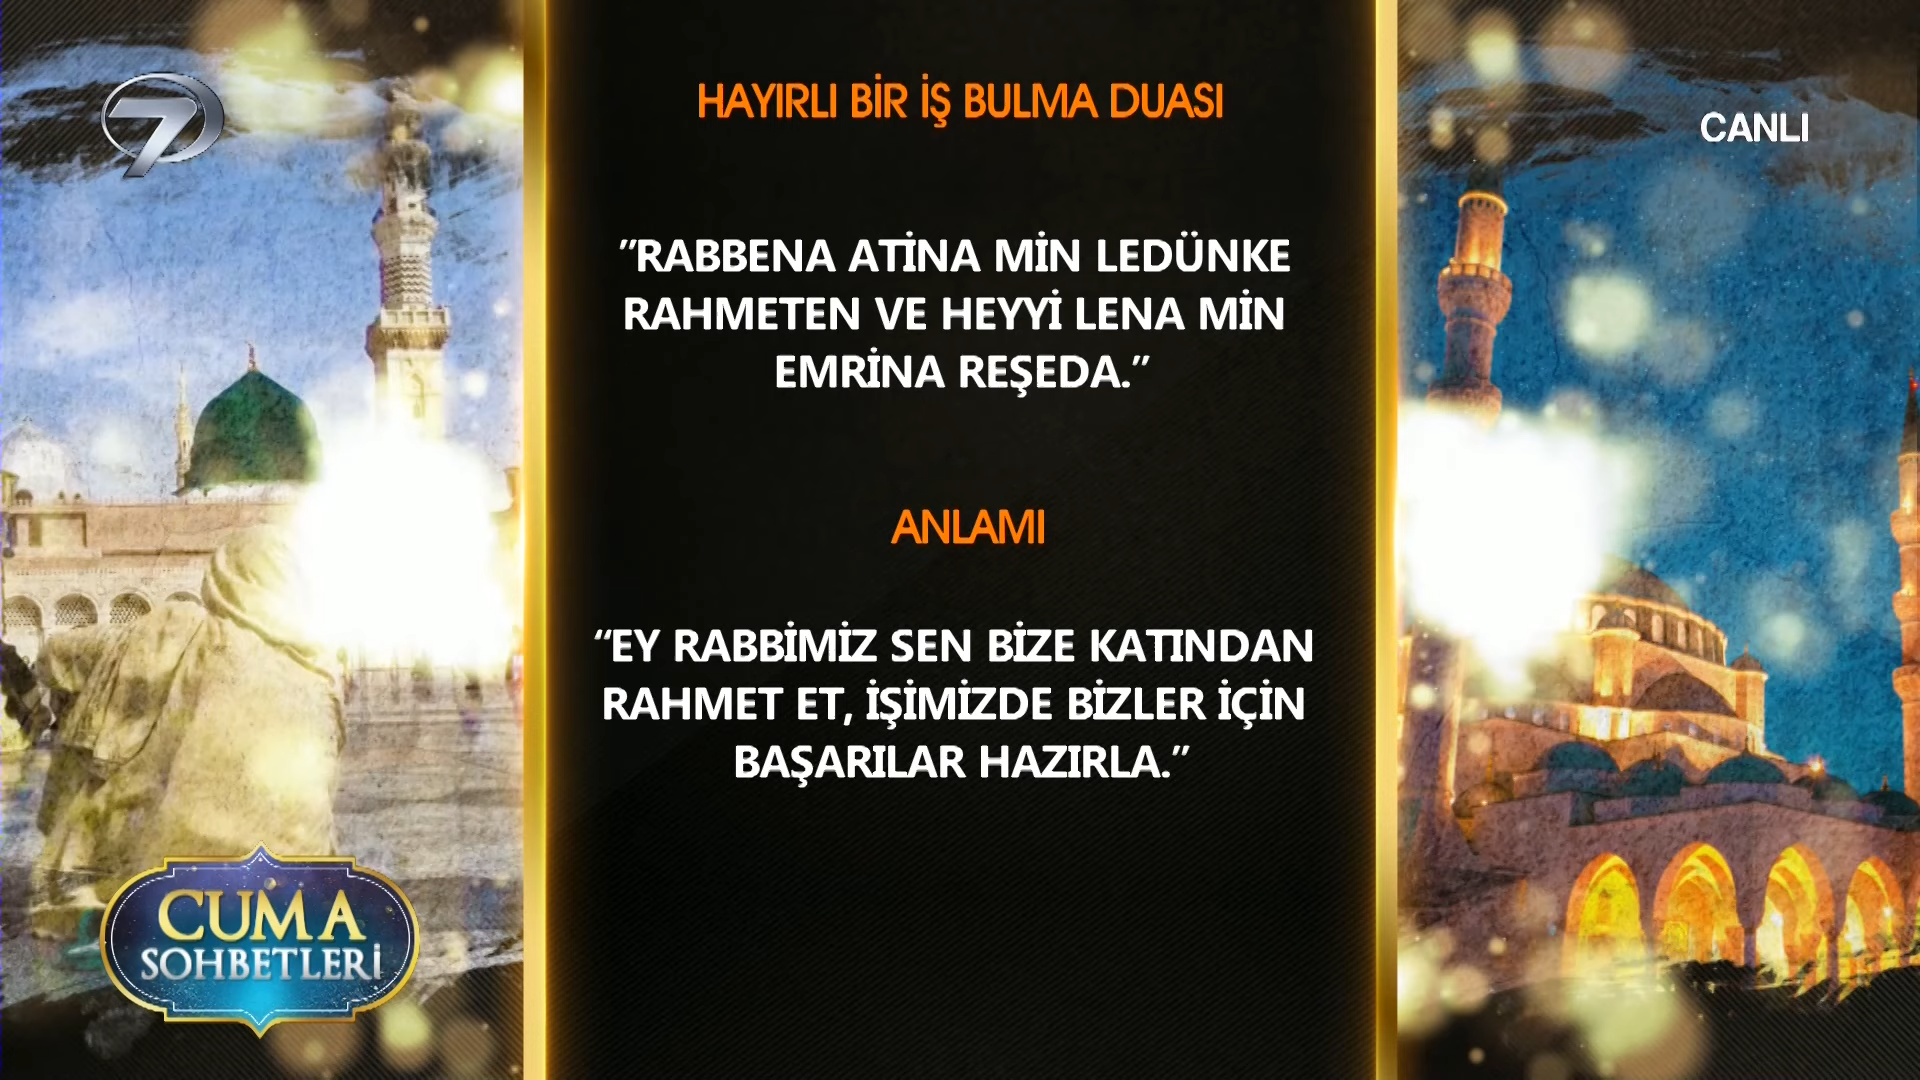 7
CANLI
HAYIRLI BİR İŞ BULMA DUASI
"RABBENA ATİNA MİN LEDÜNKE
RAHMETEN VE HEYYİ LENA MİN
EMRİNA REŞEDA."
ANLAMI
"EY RABBİMİZ SEN BİZE KATINDAN
RAHMET ET, İŞİMİZDE BİZLER İÇİN
BAŞARILAR HAZIRLA."
CUMA
SOHBETLERİ